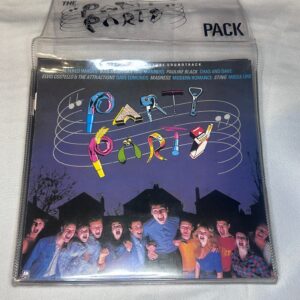 THE
PARTY
PARTY
PACK
SOUNDTRACK
ELVIS COSTELLO & THE ATTRACTIONS DAVE EDMUNDS, MADNESS, MODERN ROMANCE, STING, MIDGE URE
PAULINE BLACK, CHAS AND DAVE,
PARTY
PARTY